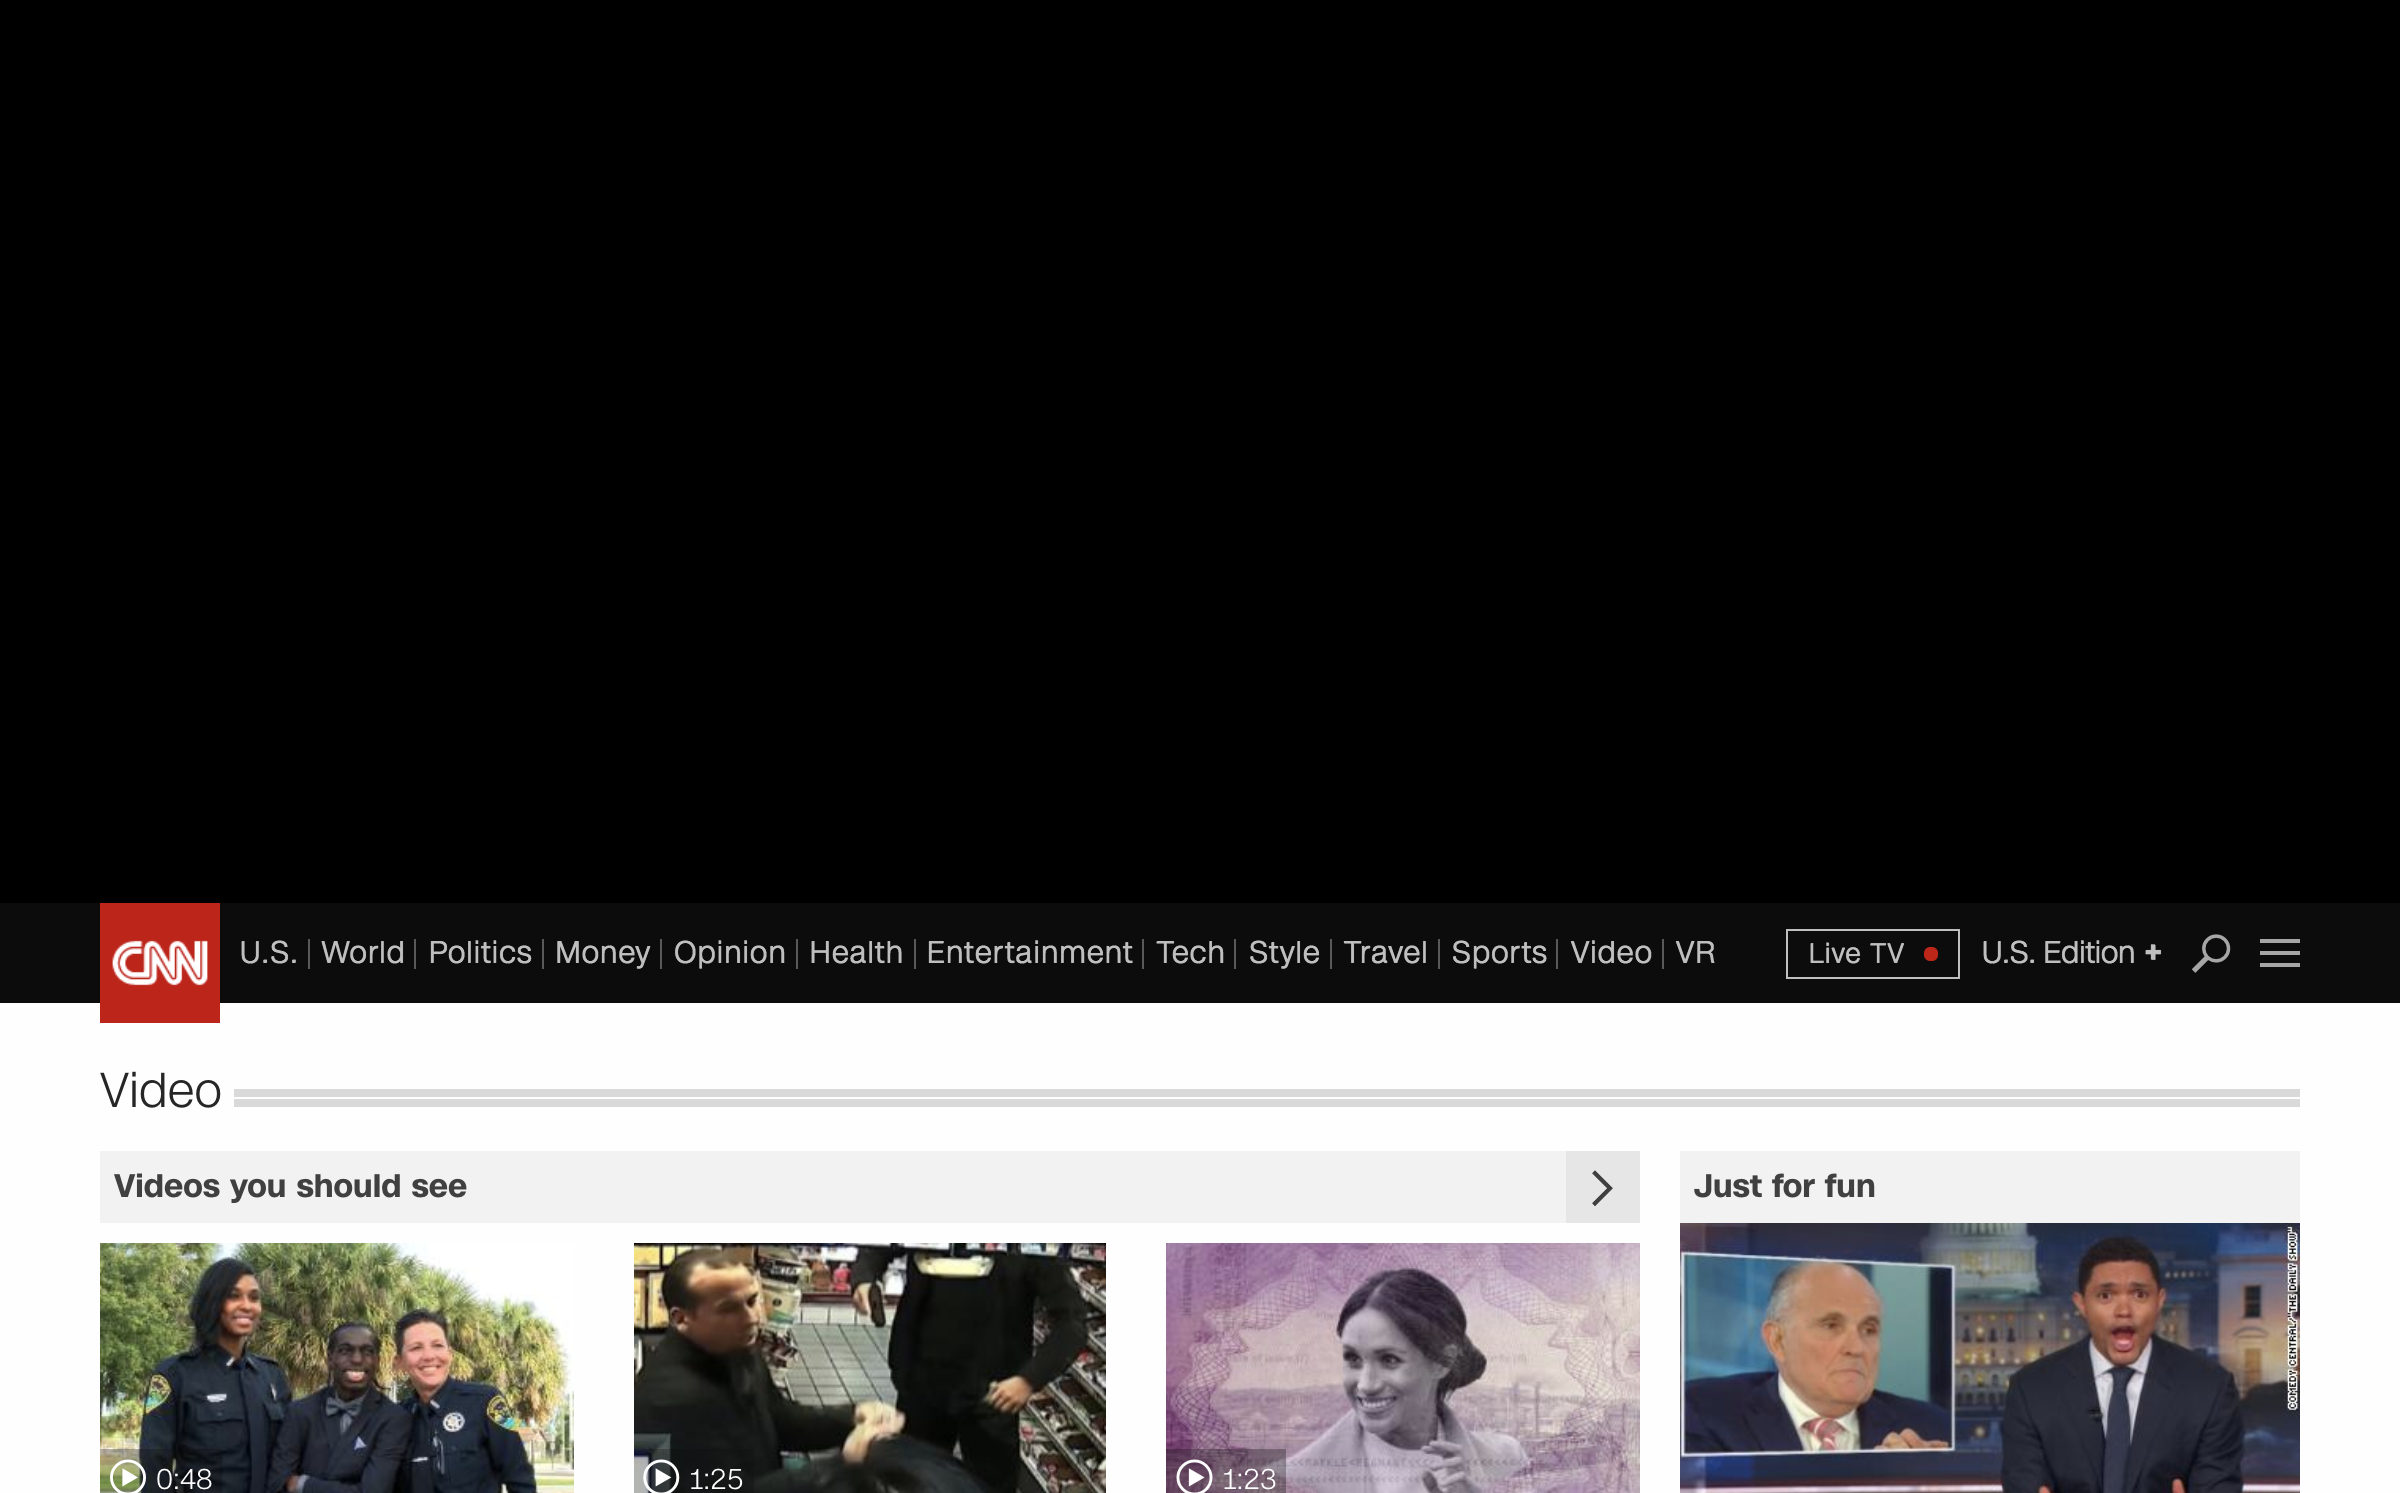 CNN U.S. World Politics Money Opinion Health Entertainment Tech Style Travel Sports Video VR Live TV U.S. Edition +
Video
Videos you should see
Just for fun
COMEDY CENTRAL/"THE DAILY SHOW"
0:48
1:25
1:23